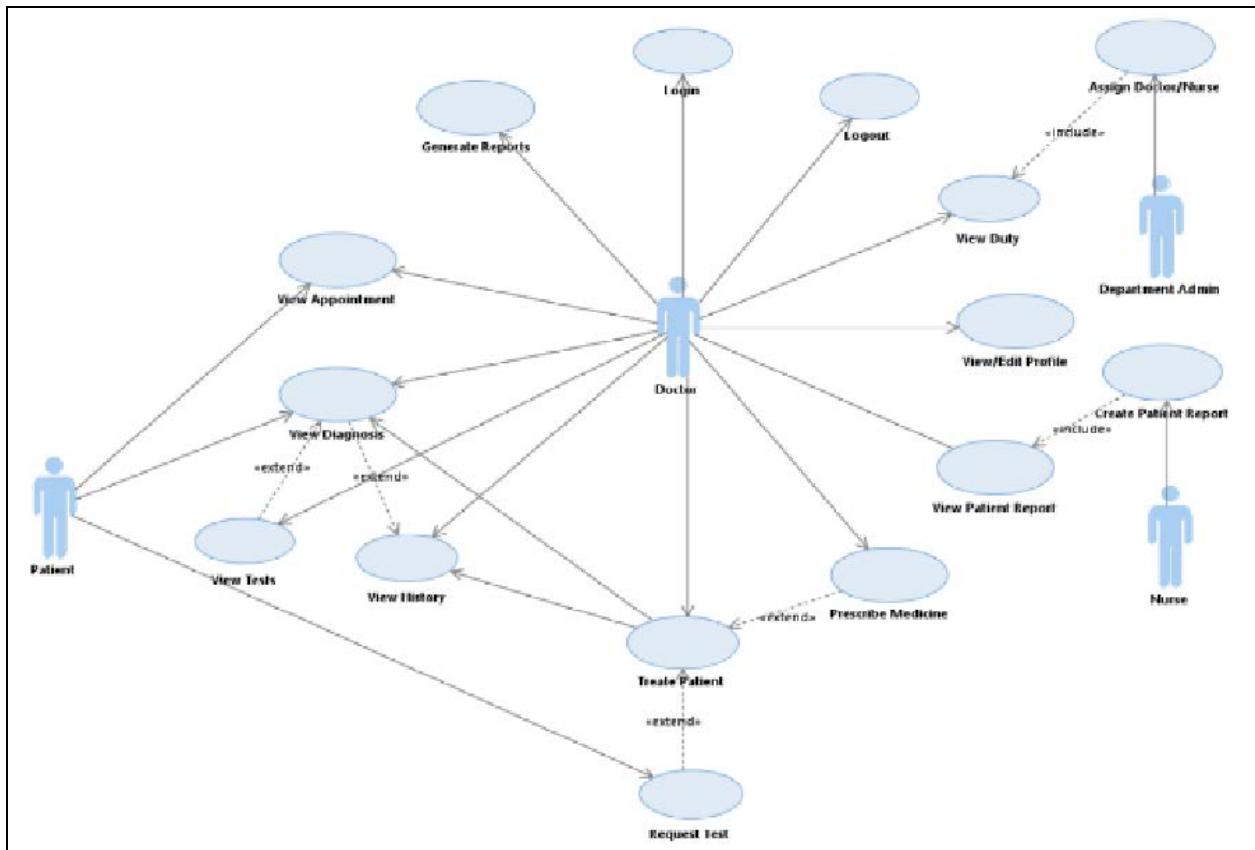 Login
Assign Doctor/Nurse
Logout
Generate Reports
«include»
View Duty
Department Admin
View Appointment
View/Edit Profile
Doctor
Create Patient Report
«include»
View Diagnosis
«extend»
«extend»
View Patient Report
Patient
View Tests
View History
Nurse
Prescribe Medicine
«extend»
Treate Patient
«extend»
Request Test